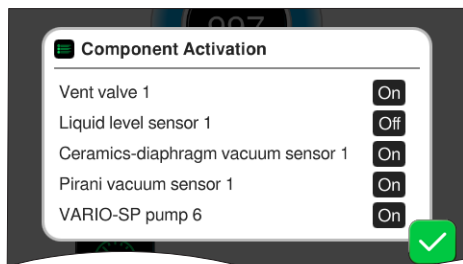 997
Component Activation
Vent valve 1 On
Liquid level sensor 1 Off
Ceramics-diaphragm vacuum sensor 1 On
Pirani vacuum sensor 1 On
VARIO-SP pump 6 On